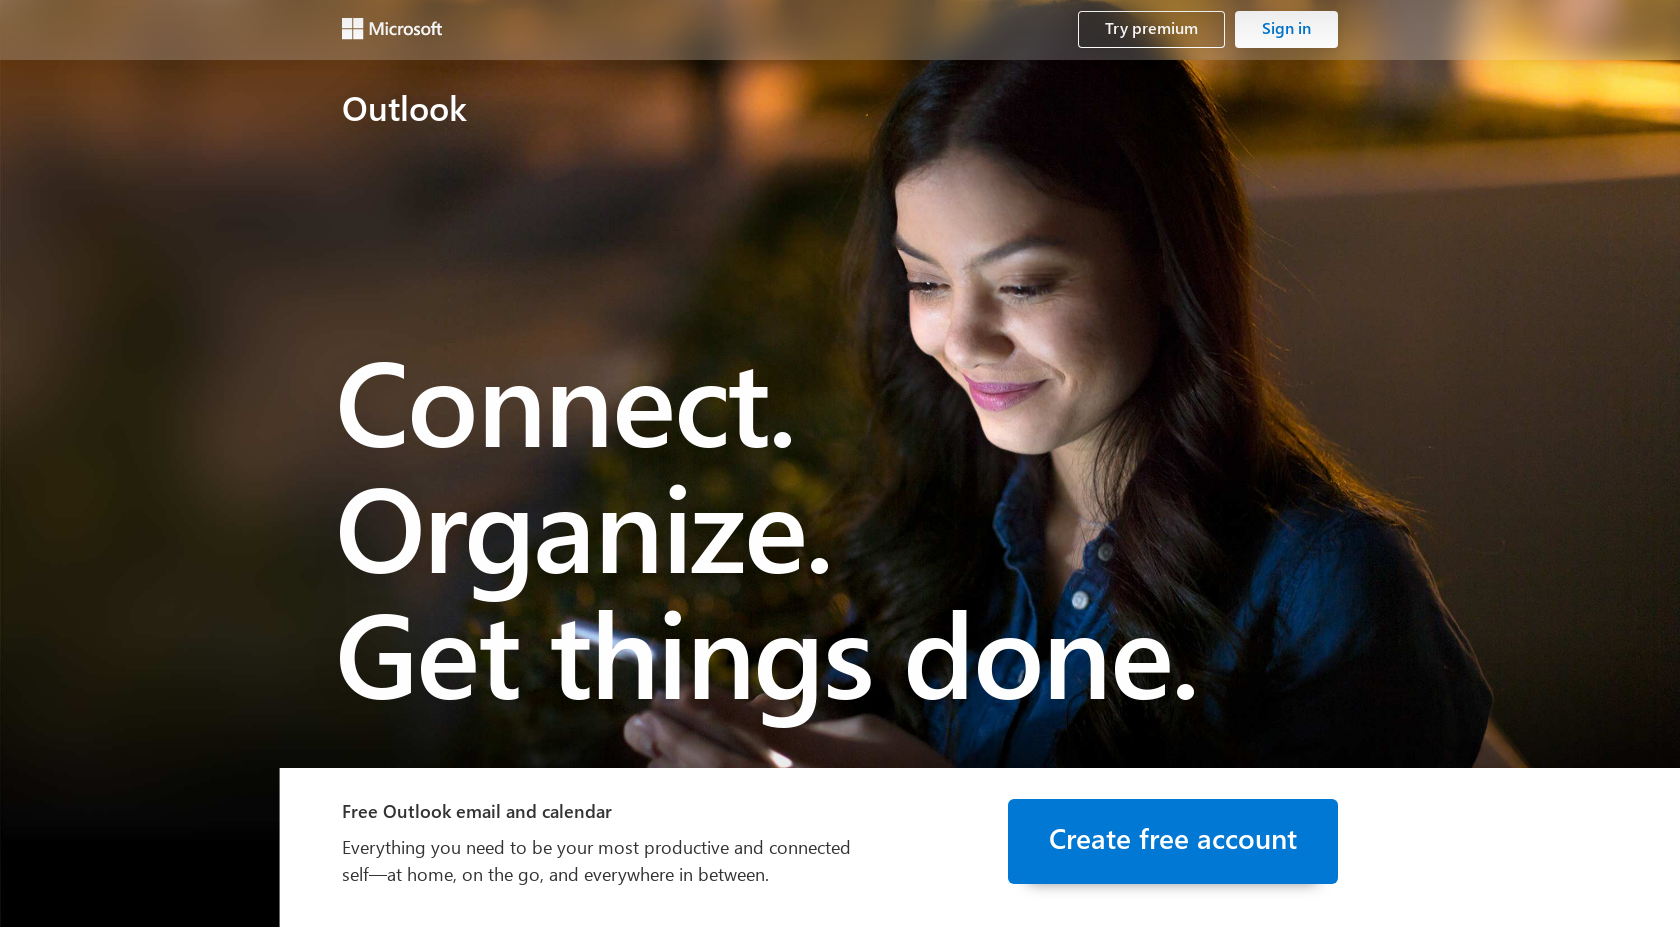 Microsoft
Try premium
Sign in
Outlook
Connect.
Organize.
Get things done.
Free Outlook email and calendar
Everything you need to be your most productive and connected
self—at home, on the go, and everywhere in between.
Create free account